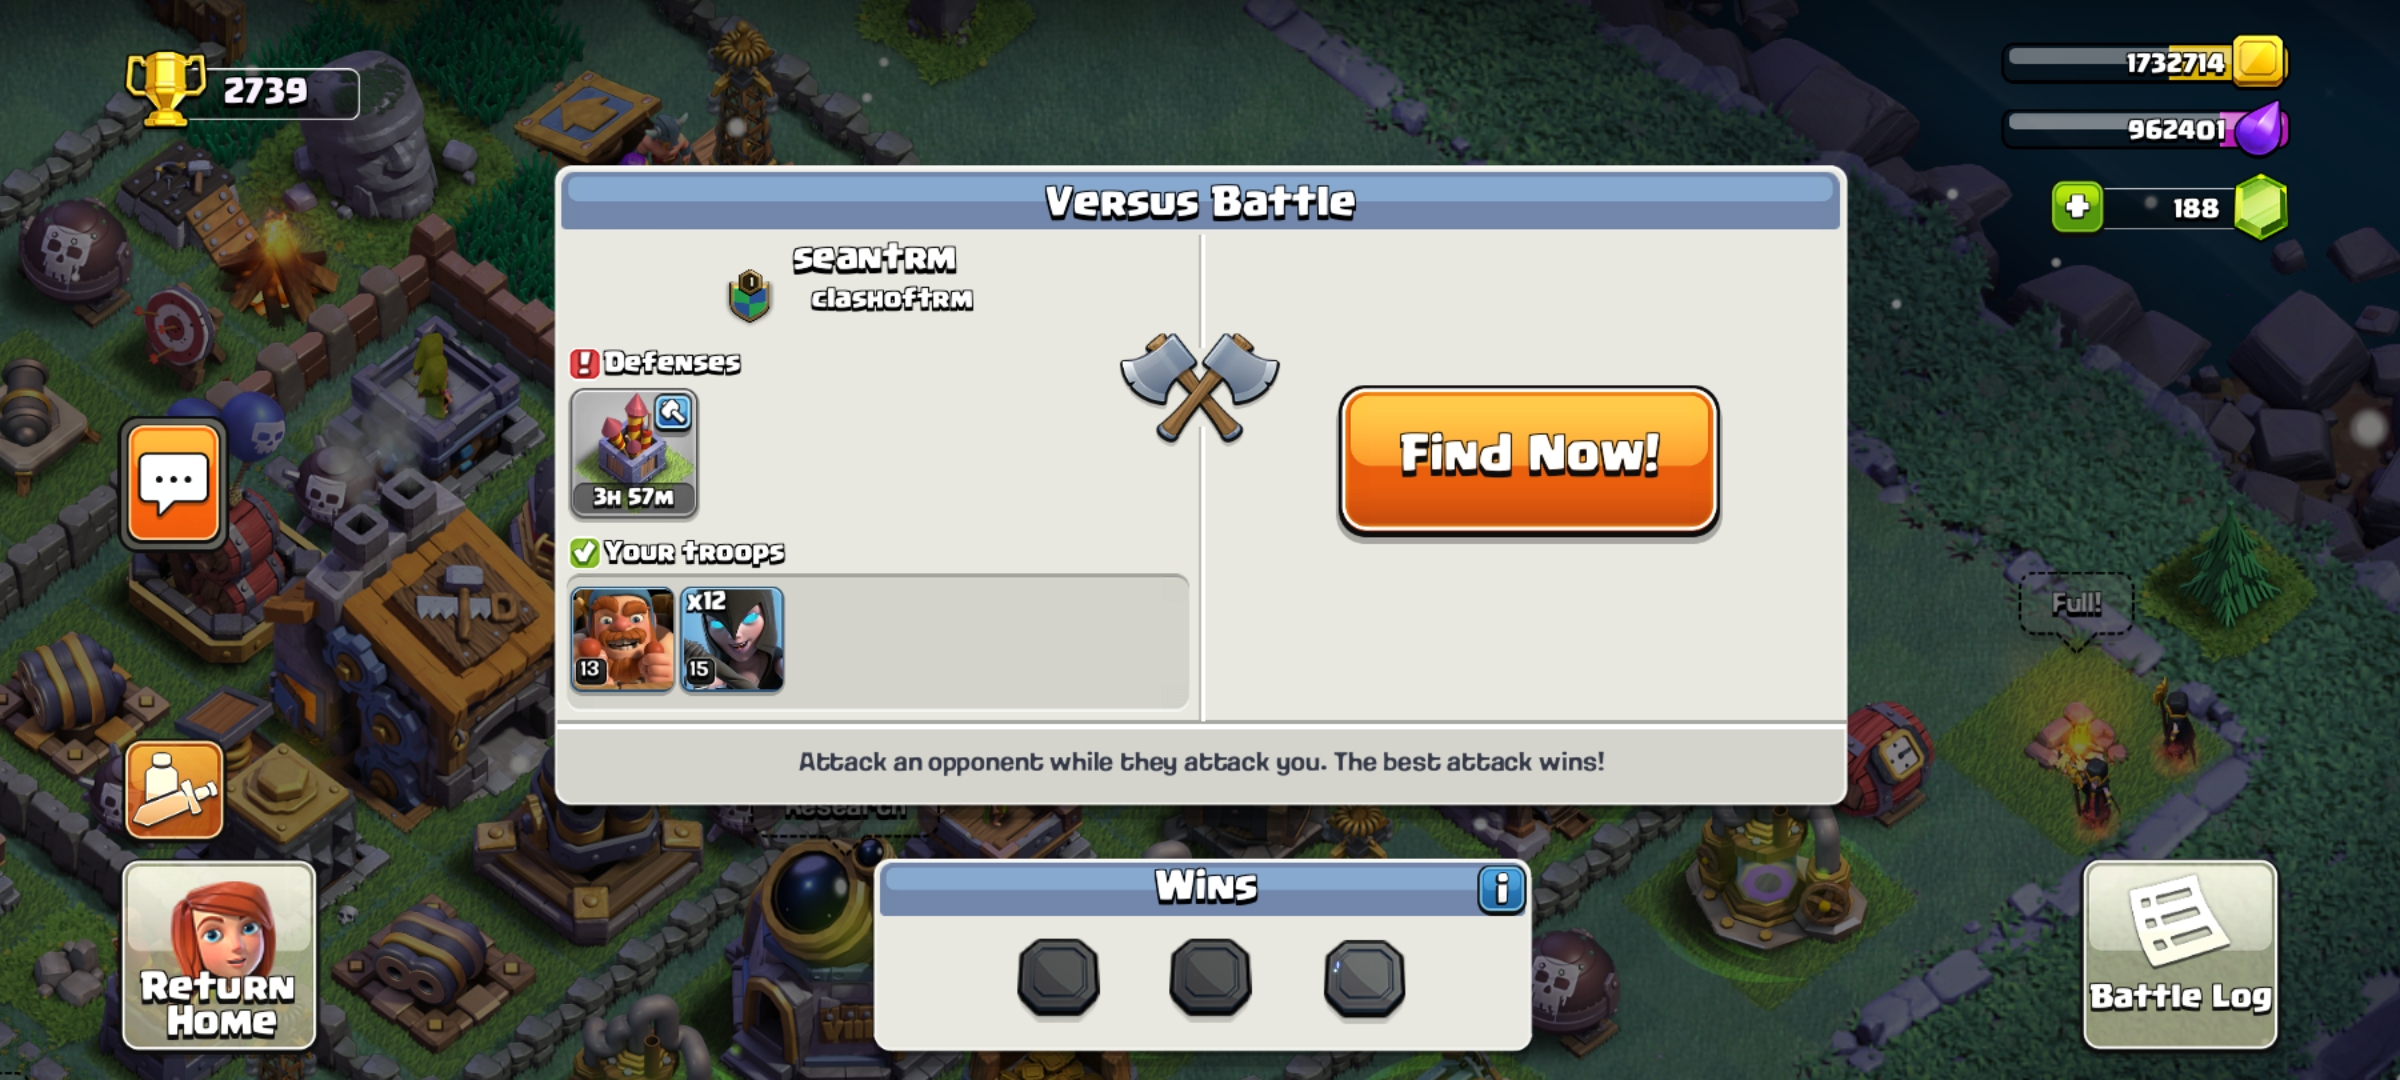 2739
1732714
962401
188
Versus Battle
seantrm
clashoftrm
Defenses
3H 57M
Find Now!
Your troops
x12
13
15
Full!
Attack an opponent while they attack you. The best attack wins!
Research
Wins
i
Return
Home
Battle Log